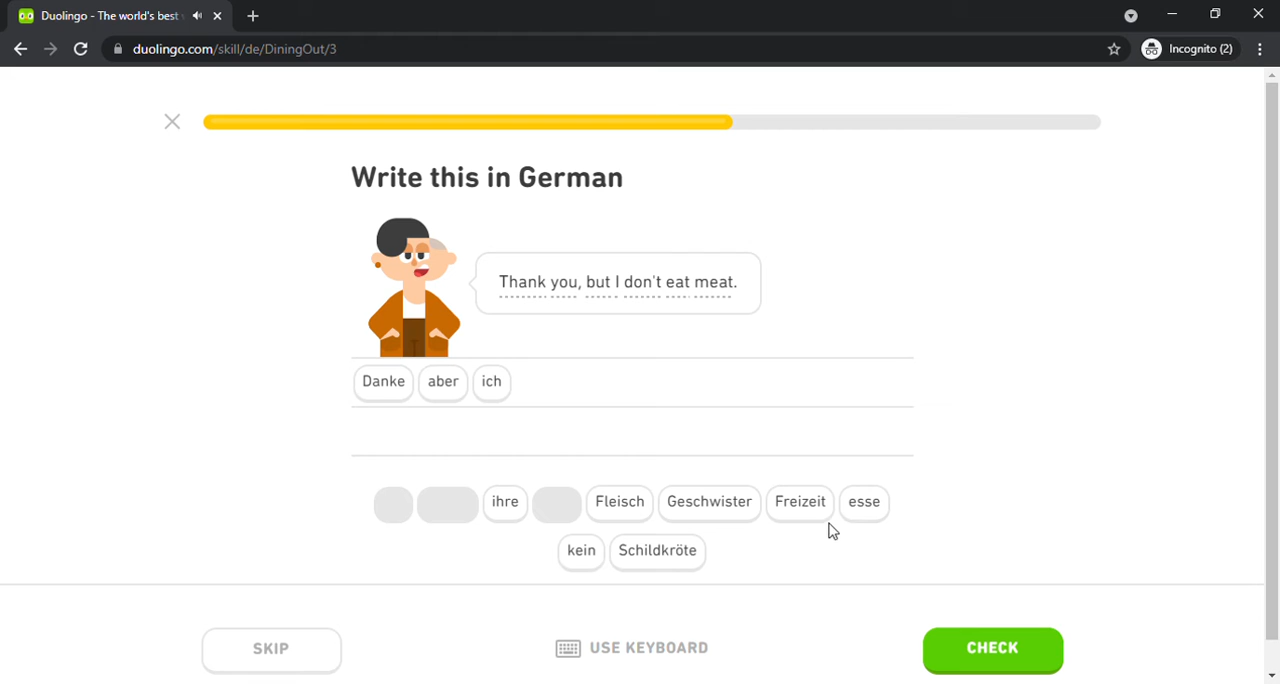 Duolingo - The world's best
duolingo.com/skill/de/DiningOut/3
Incognito (2)
Write this in German
Thank you, but I don't eat meat.
Danke aber ich
ihre Fleisch Geschwister Freizeit esse
kein Schildkröte
SKIP USE KEYBOARD CHECK